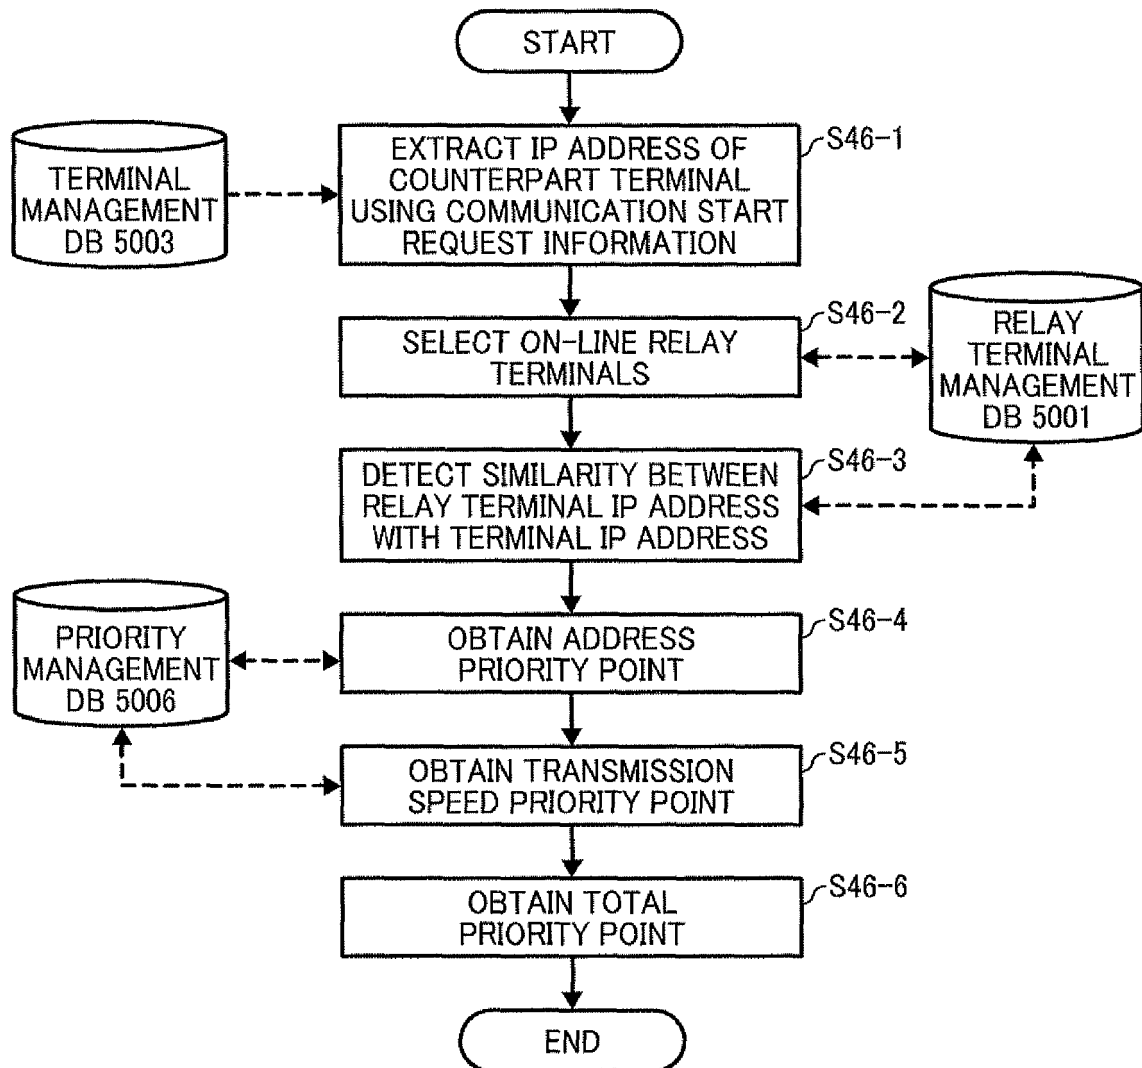 START
TERMINAL
MANAGEMENT
DB 5003
EXTRACT IP ADDRESS OF
COUNTERPART TERMINAL
USING COMMUNICATION START
REQUEST INFORMATION
S46-1
SELECT ON-LINE RELAY
TERMINALS
S46-2
RELAY
TERMINAL
MANAGEMENT
DB 5001
DETECT SIMILARITY BETWEEN
RELAY TERMINAL IP ADDRESS
WITH TERMINAL IP ADDRESS
S46-3
PRIORITY
MANAGEMENT
DB 5006
OBTAIN ADDRESS
PRIORITY POINT
S46-4
OBTAIN TRANSMISSION
SPEED PRIORITY POINT
S46-5
OBTAIN TOTAL
PRIORITY POINT
S46-6
END